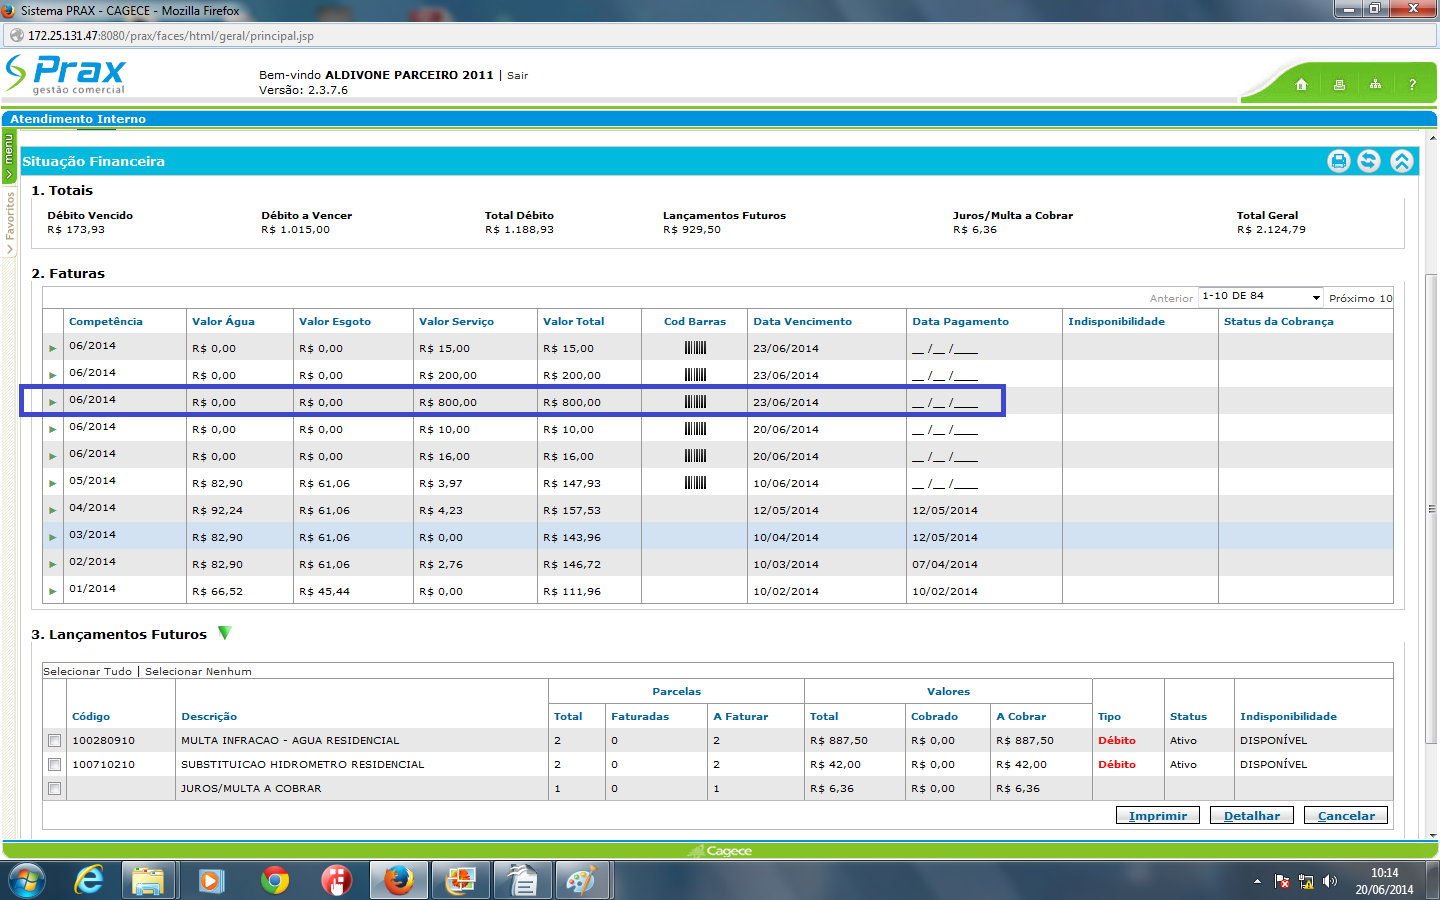 Sistema PRAX - CAGECE - Mozilla Firefox
172.25.131.47:8080/prax/faces/html/geral/principal.jsp
Prax
gestão comercial
Bem-vindo ALDIVONE PARCEIRO 2011 | Sair
Versão: 2.3.7.6
?
Atendimento Interno
menu
Favoritos
Situação Financeira
1. Totais
Débito Vencido Débito a Vencer Total Débito Lançamentos Futuros Juros/Multa a Cobrar Total Geral
R$ 173,93 R$ 1.015,00 R$ 1.188,93 R$ 929,50 R$ 6,36 R$ 2.124,79
2. Faturas
Anterior 1-10 DE 84 Próximo 10
Competência Valor Água Valor Esgoto Valor Serviço Valor Total Cod Barras Data Vencimento Data Pagamento Indisponibilidade Status da Cobrança
06/2014 R$ 0,00 R$ 0,00 R$ 15,00 R$ 15,00 23/06/2014 __ /__ /____
06/2014 R$ 0,00 R$ 0,00 R$ 200,00 R$ 200,00 23/06/2014 __ /__ /____
06/2014 R$ 0,00 R$ 0,00 R$ 800,00 R$ 800,00 23/06/2014 __ /__ /____
06/2014 R$ 0,00 R$ 0,00 R$ 10,00 R$ 10,00 20/06/2014 __ /__ /____
06/2014 R$ 0,00 R$ 0,00 R$ 16,00 R$ 16,00 20/06/2014 __ /__ /____
05/2014 R$ 82,90 R$ 61,06 R$ 3,97 R$ 147,93 10/06/2014 __ /__ /____
04/2014 R$ 92,24 R$ 61,06 R$ 4,23 R$ 157,53 12/05/2014 12/05/2014
03/2014 R$ 82,90 R$ 61,06 R$ 0,00 R$ 143,96 10/04/2014 12/05/2014
02/2014 R$ 82,90 R$ 61,06 R$ 2,76 R$ 146,72 10/03/2014 07/04/2014
01/2014 R$ 66,52 R$ 45,44 R$ 0,00 R$ 111,96 10/02/2014 10/02/2014
3. Lançamentos Futuros
Selecionar Tudo | Selecionar Nenhum
Parcelas Valores
Código Descrição Total Faturadas A Faturar Total Cobrado A Cobrar Tipo Status Indisponibilidade
100280910 MULTA INFRACAO - AGUA RESIDENCIAL 2 0 2 R$ 887,50 R$ 0,00 R$ 887,50 Débito Ativo DISPONÍVEL
100710210 SUBSTITUICAO HIDROMETRO RESIDENCIAL 2 0 2 R$ 42,00 R$ 0,00 R$ 42,00 Débito Ativo DISPONÍVEL
JUROS/MULTA A COBRAR 1 0 1 R$ 6,36 R$ 0,00 R$ 6,36
Imprimir Detalhar Cancelar
Cagece
10:14
20/06/2014